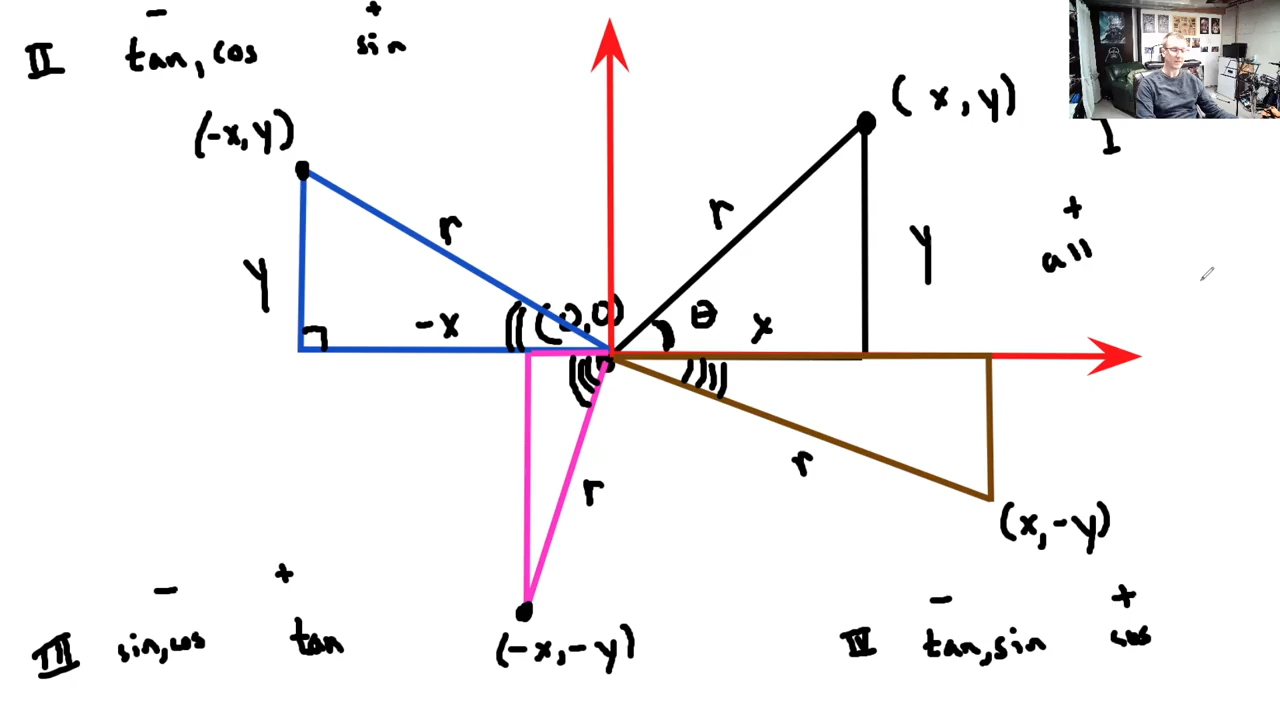 - +
II tan, cos sin
(-x, y)
(x, y)
I
r
r
y
y
+
all
-x
(0,0)
θ
x
r
r
(x, -y)
- +
III sin, cos tan
(-x, -y)
- +
IV tan, sin cos